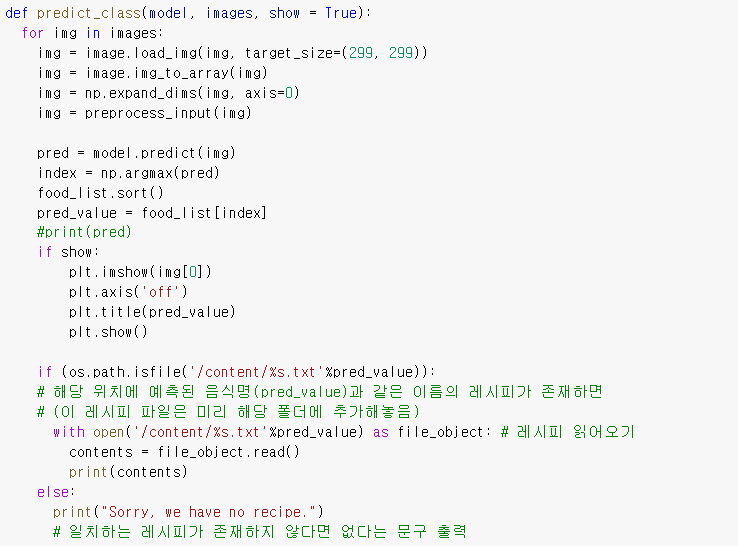 def predict_class(model, images, show = True):
  for img in images:
    img = image.load_img(img, target_size=(299, 299))
    img = image.img_to_array(img)
    img = np.expand_dims(img, axis=0)
    img = preprocess_input(img)

    pred = model.predict(img)
    index = np.argmax(pred)
    food_list.sort()
    pred_value = food_list[index]
    #print(pred)
    if show:
        plt.imshow(img[0])
        plt.axis('off')
        plt.title(pred_value)
        plt.show()

    if (os.path.isfile('/content/%s.txt'%pred_value)):
    # 해당 위치에 예측된 음식명(pred_value)과 같은 이름의 레시피가 존재하면
    # (이 레시피 파일은 미리 해당 폴더에 추가해놓음)
      with open('/content/%s.txt'%pred_value) as file_object: # 레시피 읽어오기
        contents = file_object.read()
        print(contents)
    else:
      print("Sorry, we have no recipe.")
      # 일치하는 레시피가 존재하지 않다면 없다는 문구 출력